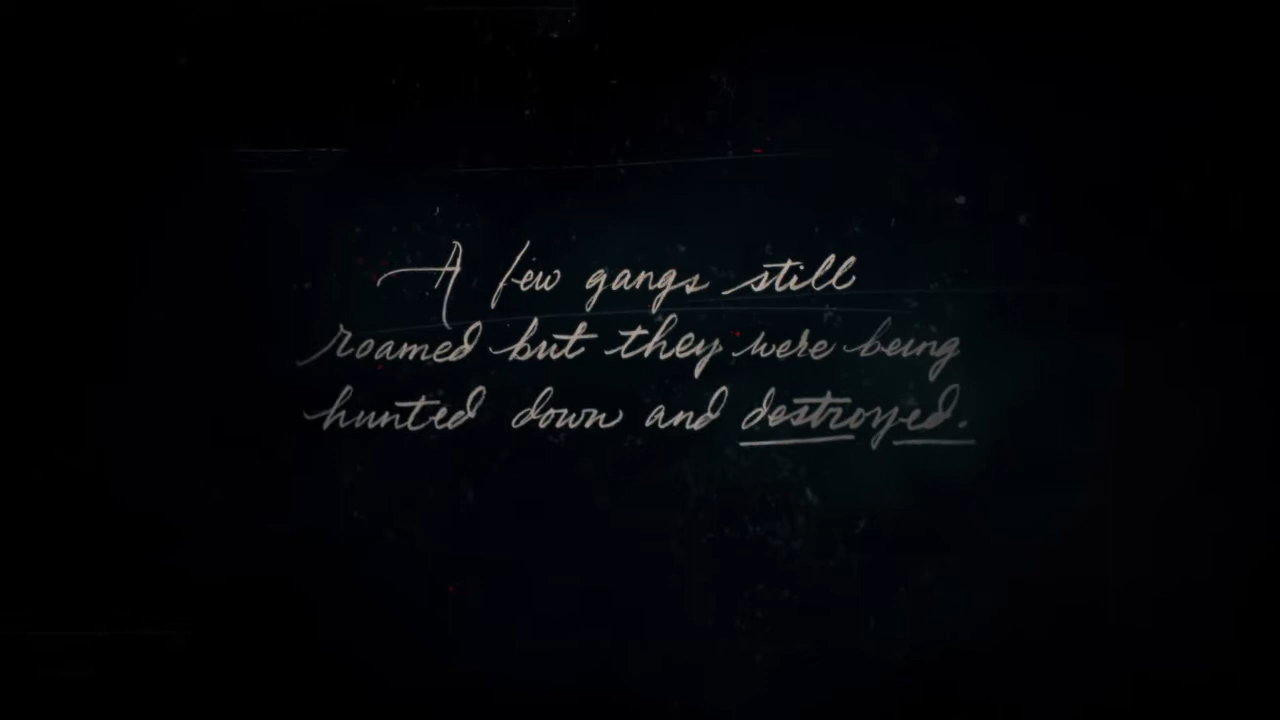 A few gangs still
roamed but they were being
hunted down and destroyed.